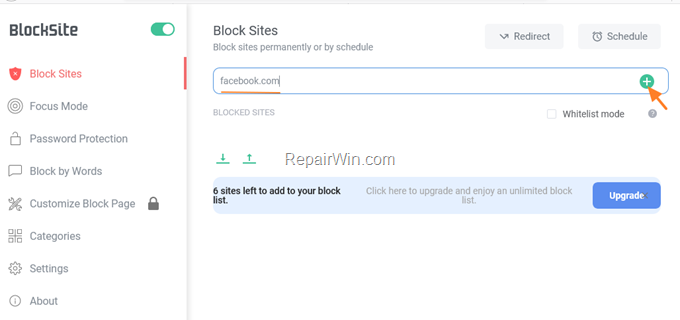 BlockSite
Block Sites
Focus Mode
Password Protection
Block by Words
Customize Block Page
Categories
Settings
About
Block Sites
Block sites permanently or by schedule
Redirect
Schedule
facebook.com
BLOCKED SITES
Whitelist mode
?
RepairWin.com
6 sites left to add to your block
list.
Click here to upgrade and enjoy an unlimited block
list.
Upgrade